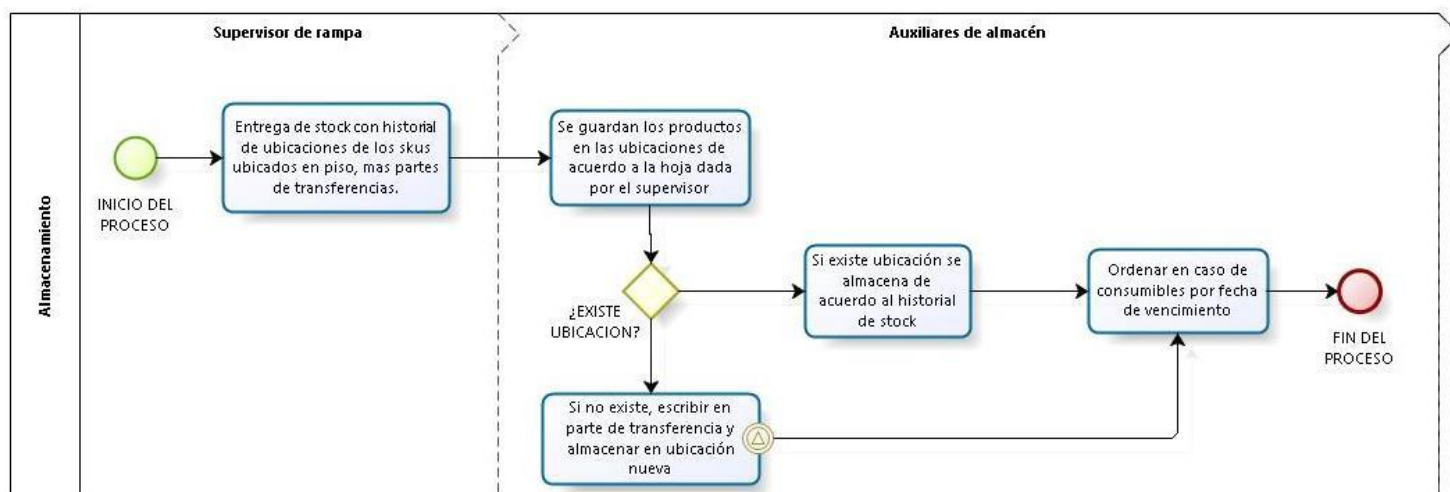 Supervisor de rampa
Auxiliares de almacén
Almacenamiento
INICIO DEL
PROCESO
Entrega de stock con historial
de ubicaciones de los skus
ubicados en piso, mas partes
de transferencias.
Se guardan los productos
en las ubicaciones de
acuerdo a la hoja dada
por el supervisor
¿EXISTE
UBICACION?
Si existe ubicación se
almacena de
acuerdo al historial
de stock
Ordenar en caso de
consumibles por fecha
de vencimiento
FIN DEL
PROCESO
Si no existe, escribir en
parte de transferencia y
almacenar en ubicación
nueva